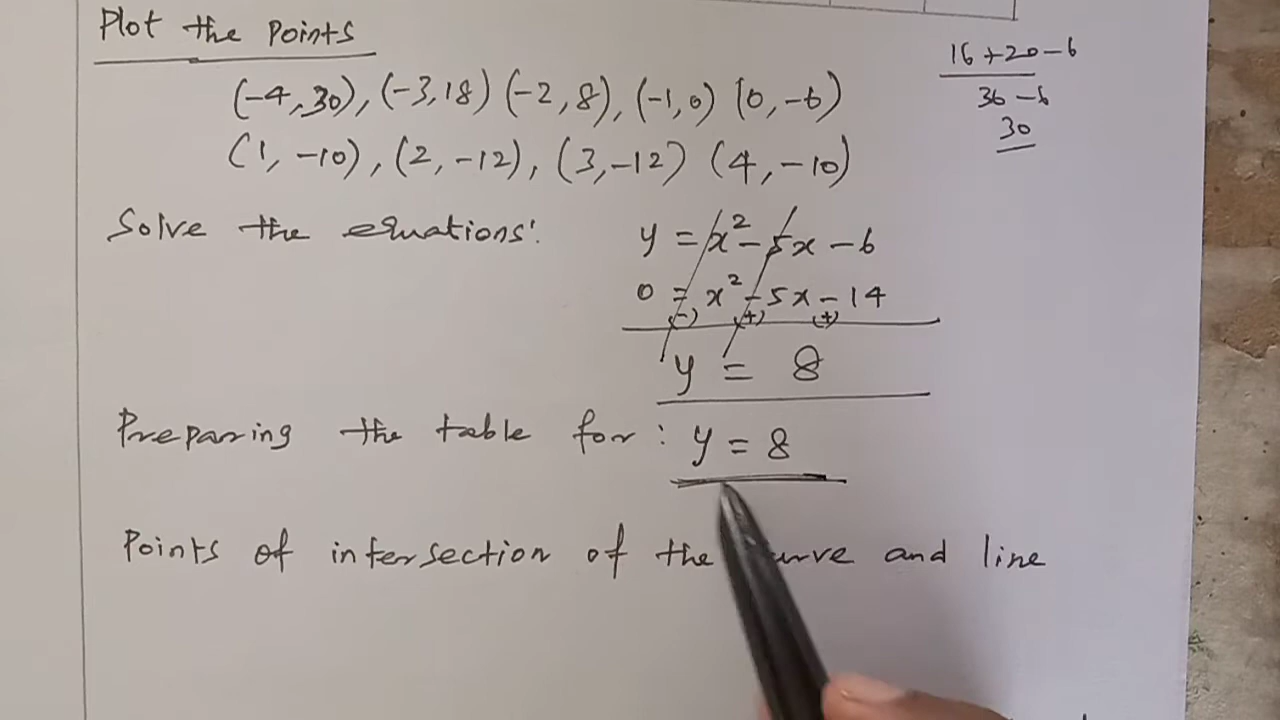 Plot the points
16 + 20 - 6
36 - 6
30
(-4, 30), (-3, 18) (-2, 8), (-1, 0) (0, -6)
(1, -10), (2, -12), (3, -12) (4, -10)
Solve the equations:
y = x² - 5x - 6
0 = x² - 5x - 14
(-) (+) (+)
y = 8
Preparing the table for: y = 8
Points of intersection of the curve and line